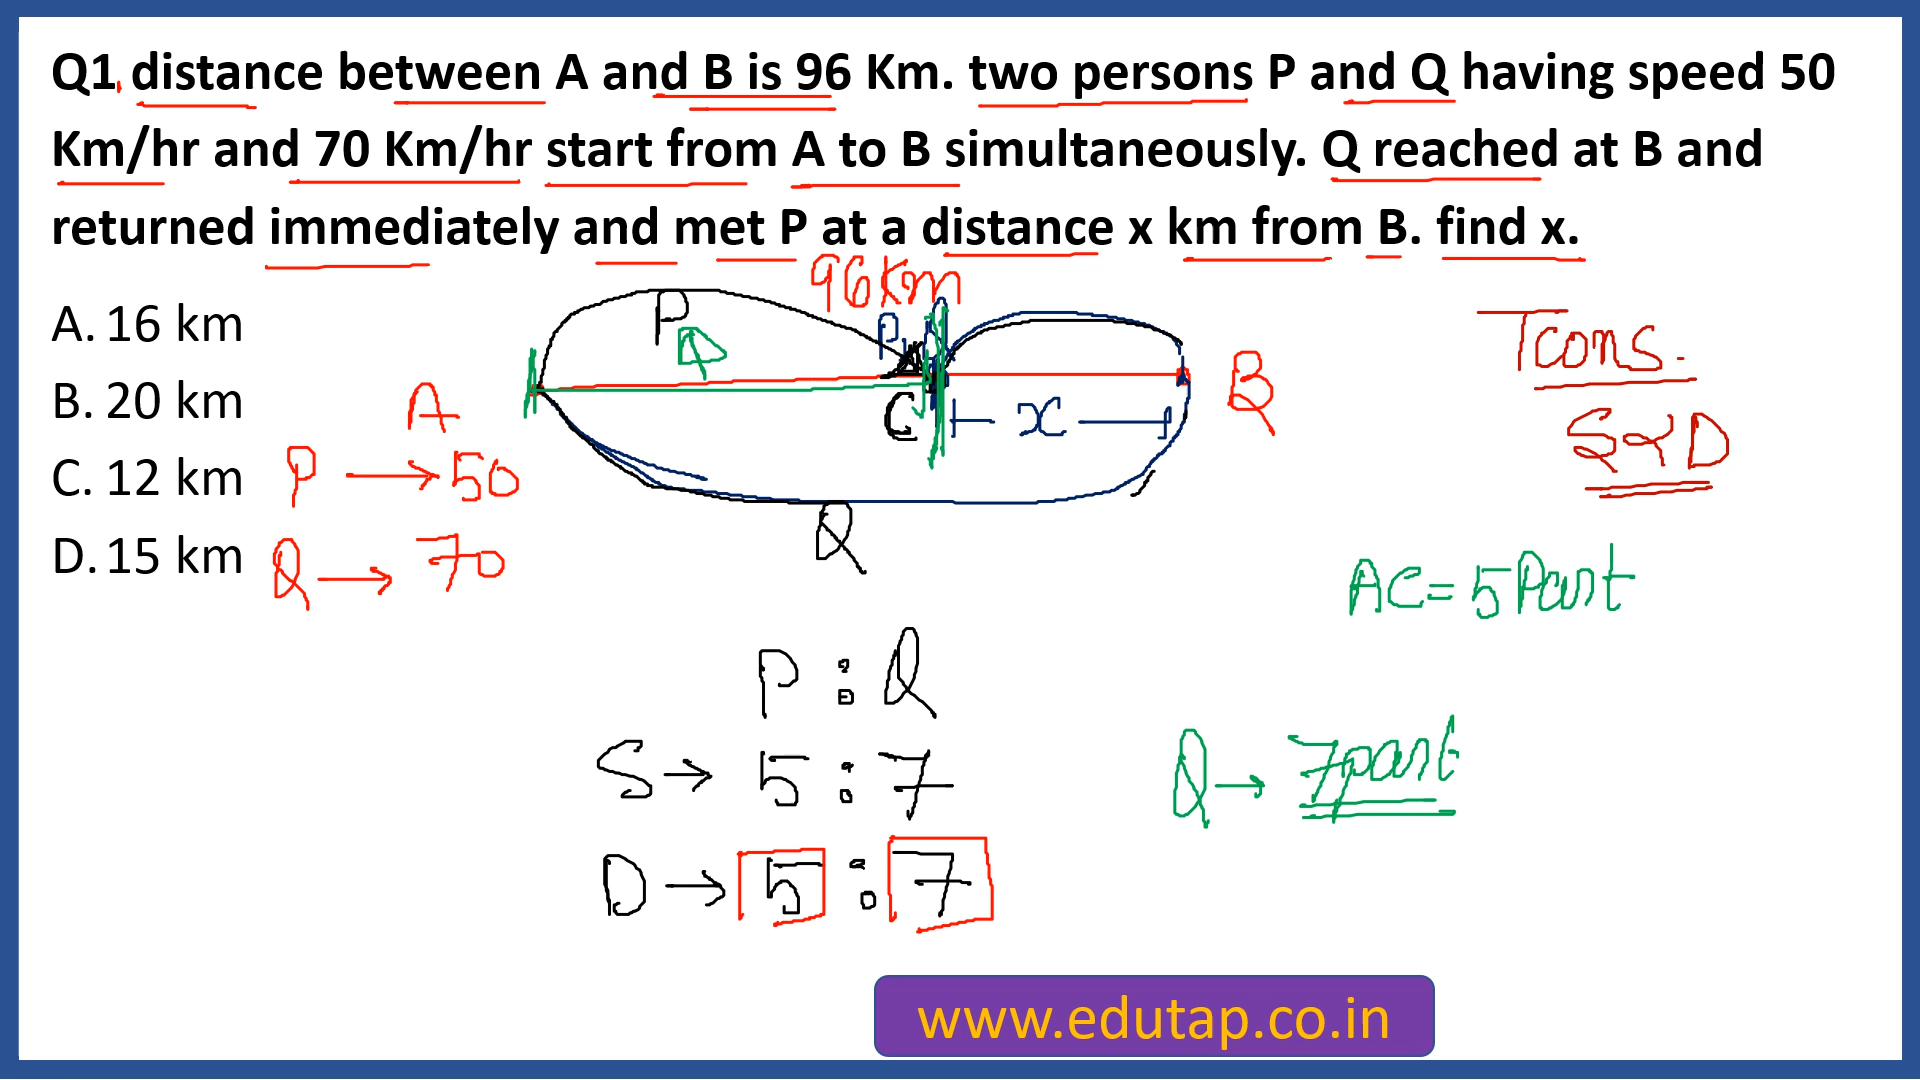 Q1 distance between A and B is 96 Km. two persons P and Q having speed 50
Km/hr and 70 Km/hr start from A to B simultaneously. Q reached at B and
returned immediately and met P at a distance x km from B. find x.
96 Km
A. 16 km
B. 20 km
C. 12 km
D. 15 km
A
P → 50
Q → 70
P
P
C
x
B
Q
T cons.
S ∝ D
AC = 5 Part
P : Q
S → 5 : 7
Q → 7 part
D → 5 : 7
www.edutap.co.in